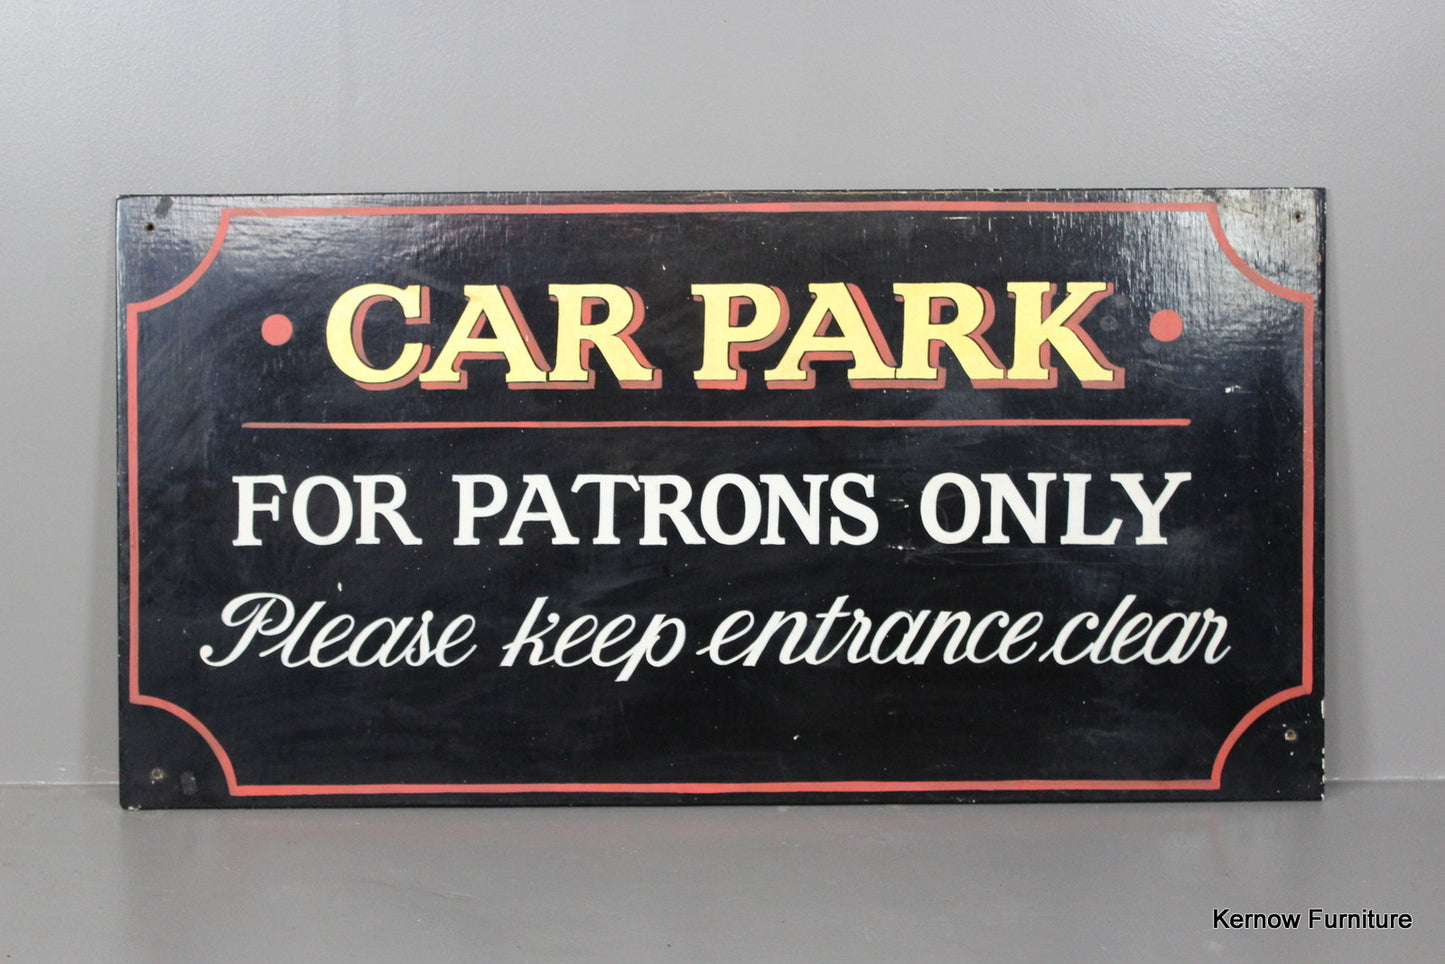 • CAR PARK •
FOR PATRONS ONLY
Please keep entrance clear
Kernow Furniture